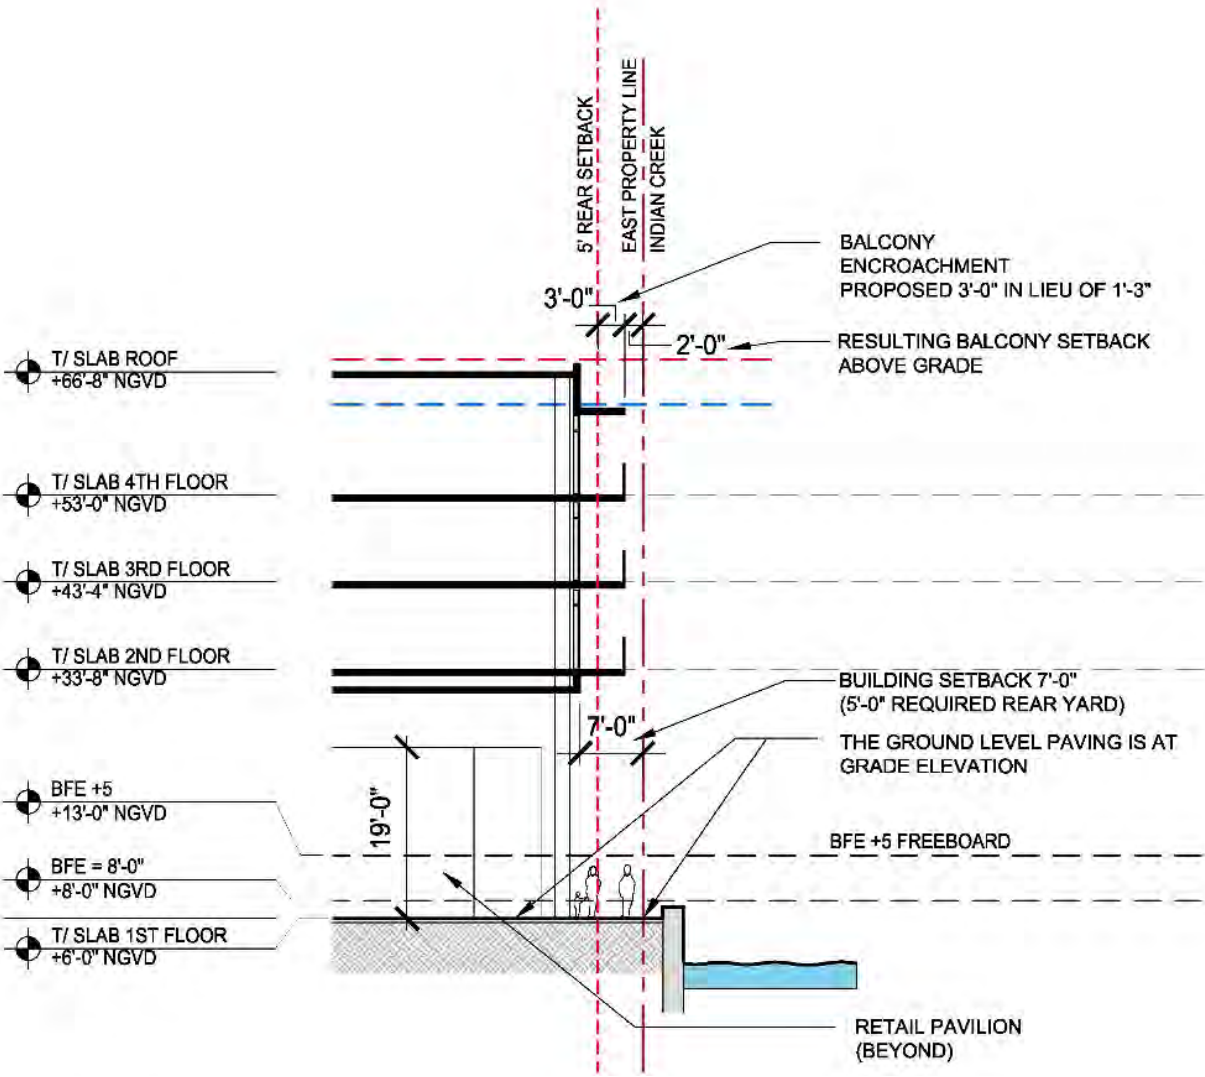 5' REAR SETBACK
EAST PROPERTY LINE
INDIAN CREEK
BALCONY
ENCROACHMENT
PROPOSED 3'-0" IN LIEU OF 1'-3"
3'-0"
2'-0"
RESULTING BALCONY SETBACK
ABOVE GRADE
T/ SLAB ROOF
+66'-8" NGVD
T/ SLAB 4TH FLOOR
+53'-0" NGVD
T/ SLAB 3RD FLOOR
+43'-4" NGVD
T/ SLAB 2ND FLOOR
+33'-8" NGVD
BUILDING SETBACK 7'-0"
(5'-0" REQUIRED REAR YARD)
7'-0"
THE GROUND LEVEL PAVING IS AT
GRADE ELEVATION
19'-0"
BFE +5
+13'-0" NGVD
BFE +5 FREEBOARD
BFE = 8'-0"
+8'-0" NGVD
T/ SLAB 1ST FLOOR
+6'-0" NGVD
RETAIL PAVILION
(BEYOND)